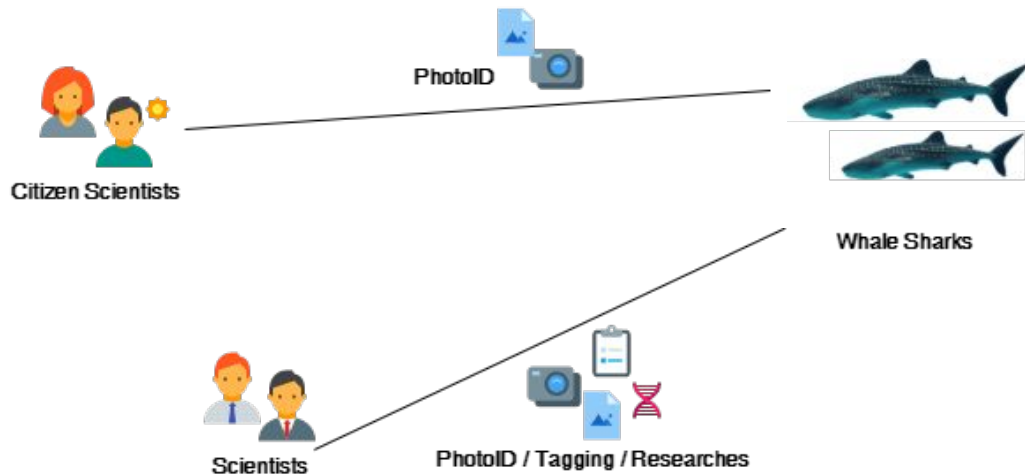 PhotoID
Citizen Scientists
Whale Sharks
Scientists
PhotoID / Tagging / Researches